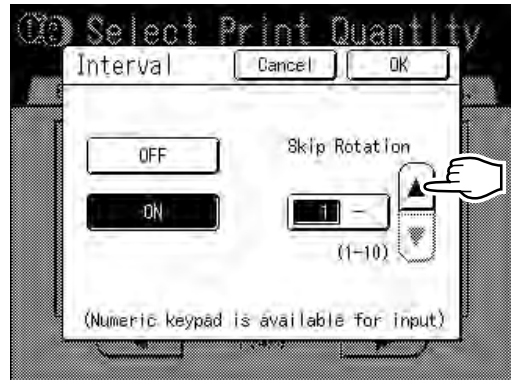 Select Print Quantity
Interval
Cancel
OK
OFF
Skip Rotation
ON
1 -
(1-10)
(Numeric keypad is available for input)